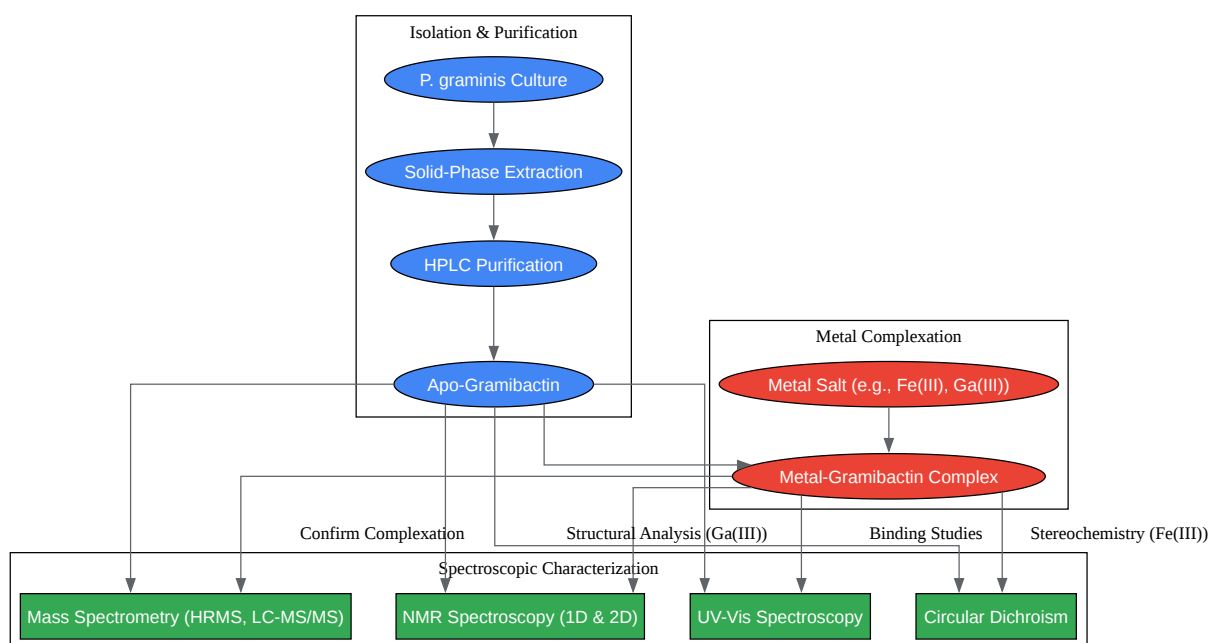 Isolation & Purification
P. graminis Culture
Solid-Phase Extraction
HPLC Purification
Apo-Gramibactin
Metal Complexation
Metal Salt (e.g., Fe(III), Ga(III))
Metal-Gramibactin Complex
Confirm Complexation
Structural Analysis (Ga(III))
Binding Studies
Stereochemistry (Fe(III))
Spectroscopic Characterization
Mass Spectrometry (HRMS, LC-MS/MS)
NMR Spectroscopy (1D & 2D)
UV-Vis Spectroscopy
Circular Dichroism